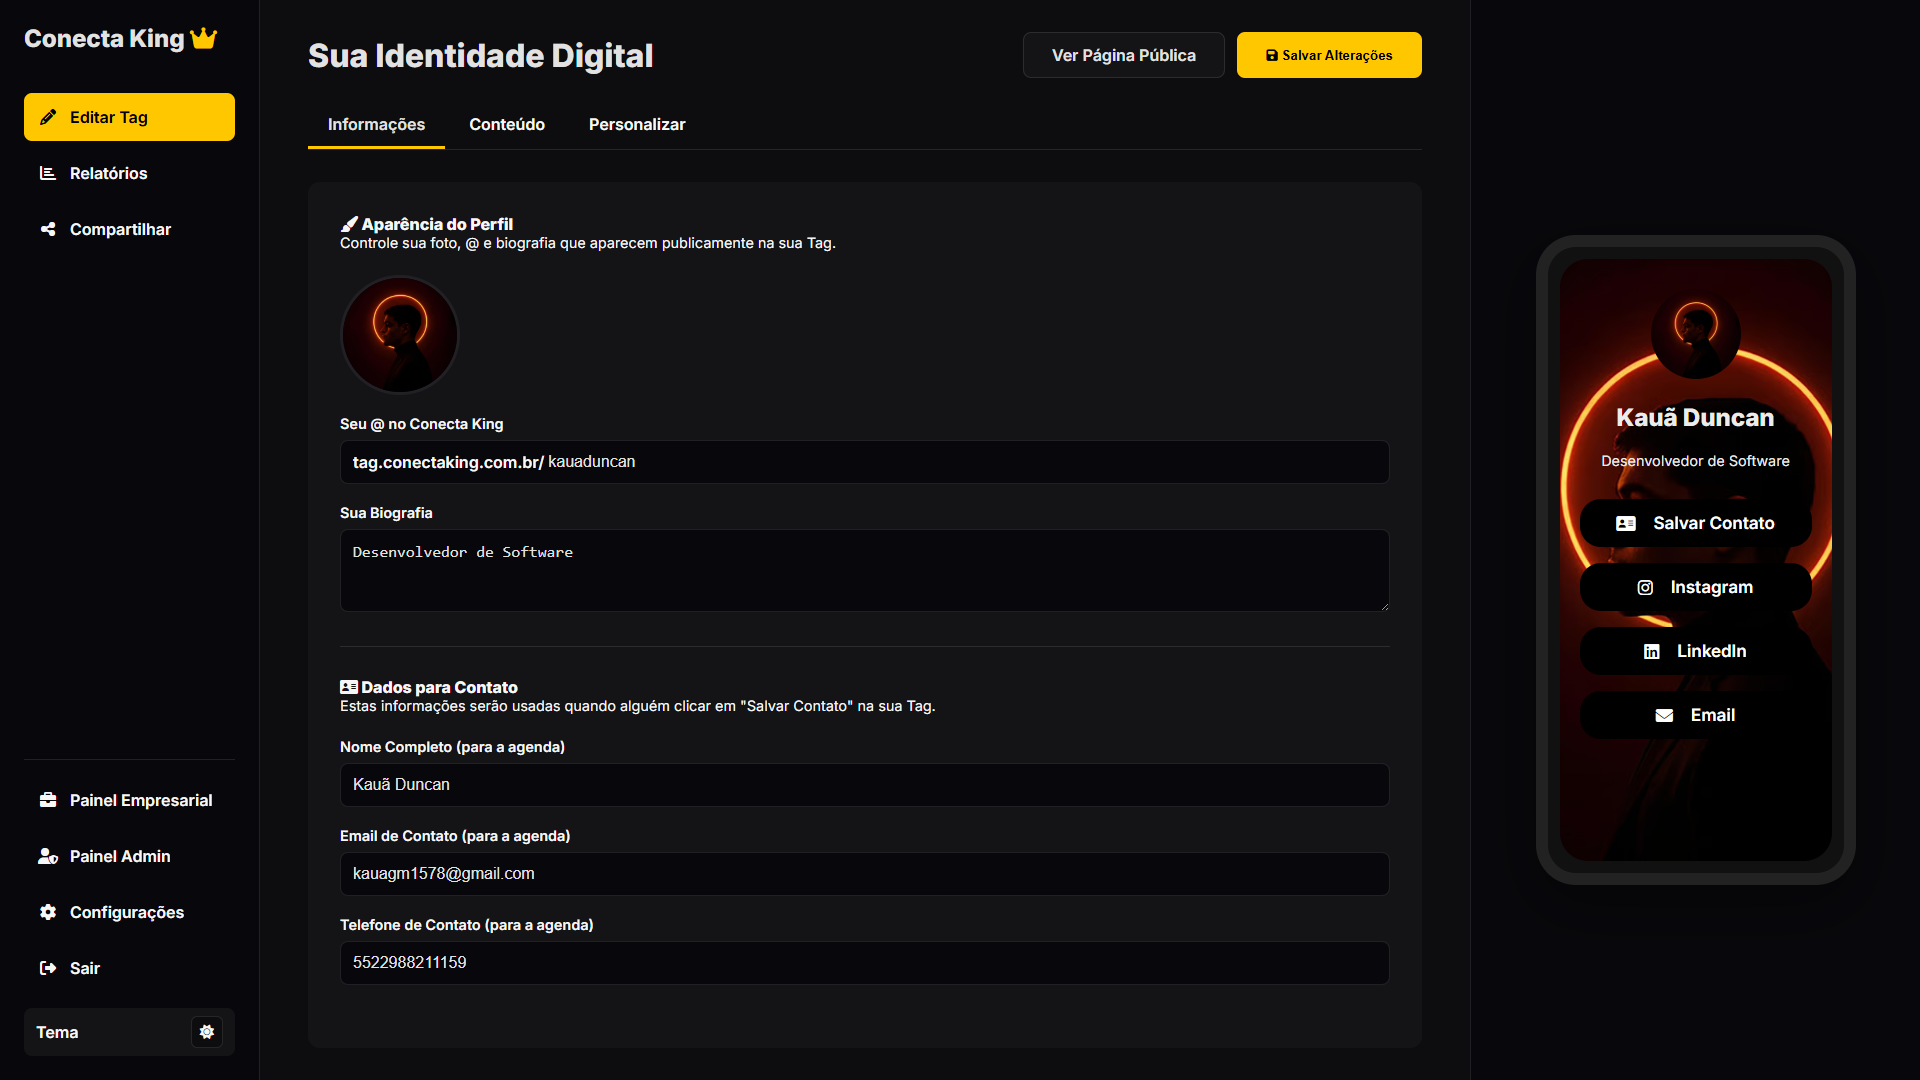 Conecta King
Editar Tag
Relatórios
Compartilhar
Painel Empresarial
Painel Admin
Configurações
Sair
Tema
Sua Identidade Digital
Ver Página Pública
Salvar Alterações
Informações
Conteúdo
Personalizar
Aparência do Perfil
Controle sua foto, @ e biografia que aparecem publicamente na sua Tag.
Seu @ no Conecta King
tag.conectaking.com.br/ kauaduncan
Sua Biografia
Desenvolvedor de Software
Dados para Contato
Estas informações serão usadas quando alguém clicar em "Salvar Contato" na sua Tag.
Nome Completo (para a agenda)
Kauã Duncan
Email de Contato (para a agenda)
kauagm1578@gmail.com
Telefone de Contato (para a agenda)
5522988211159
Kauã Duncan
Desenvolvedor de Software
Salvar Contato
Instagram
LinkedIn
Email